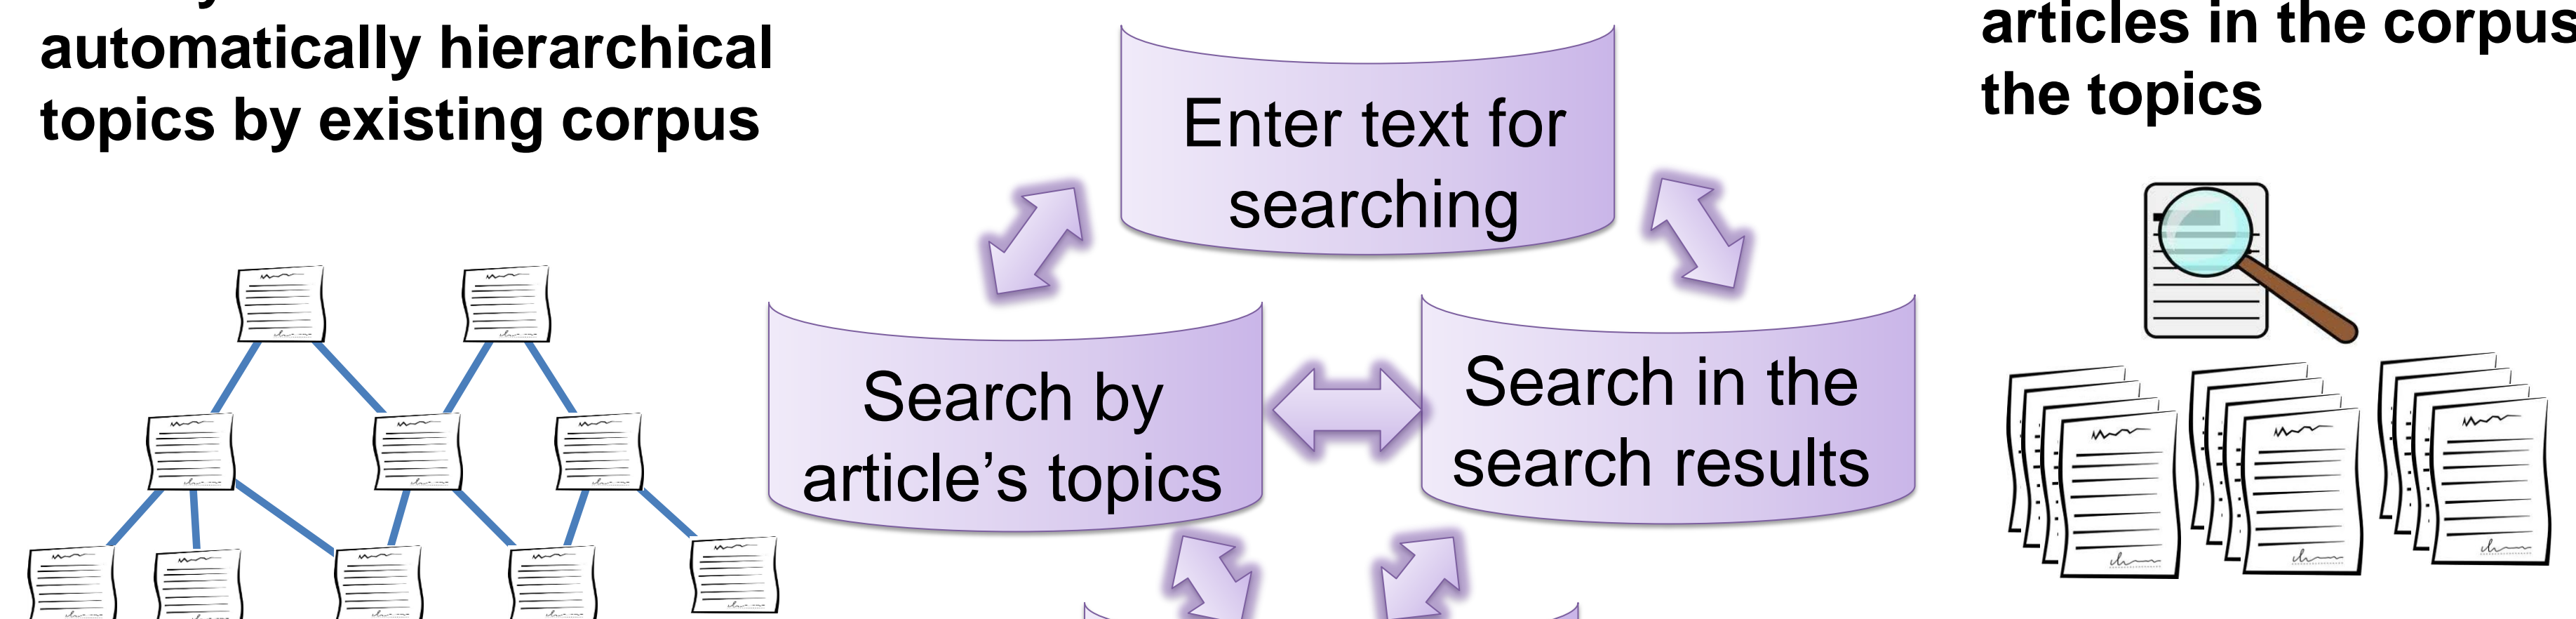 automatically hierarchical
topics by existing corpus
Enter text for
searching
Search by
article’s topics
Search in the
search results
articles in the corpus
the topics